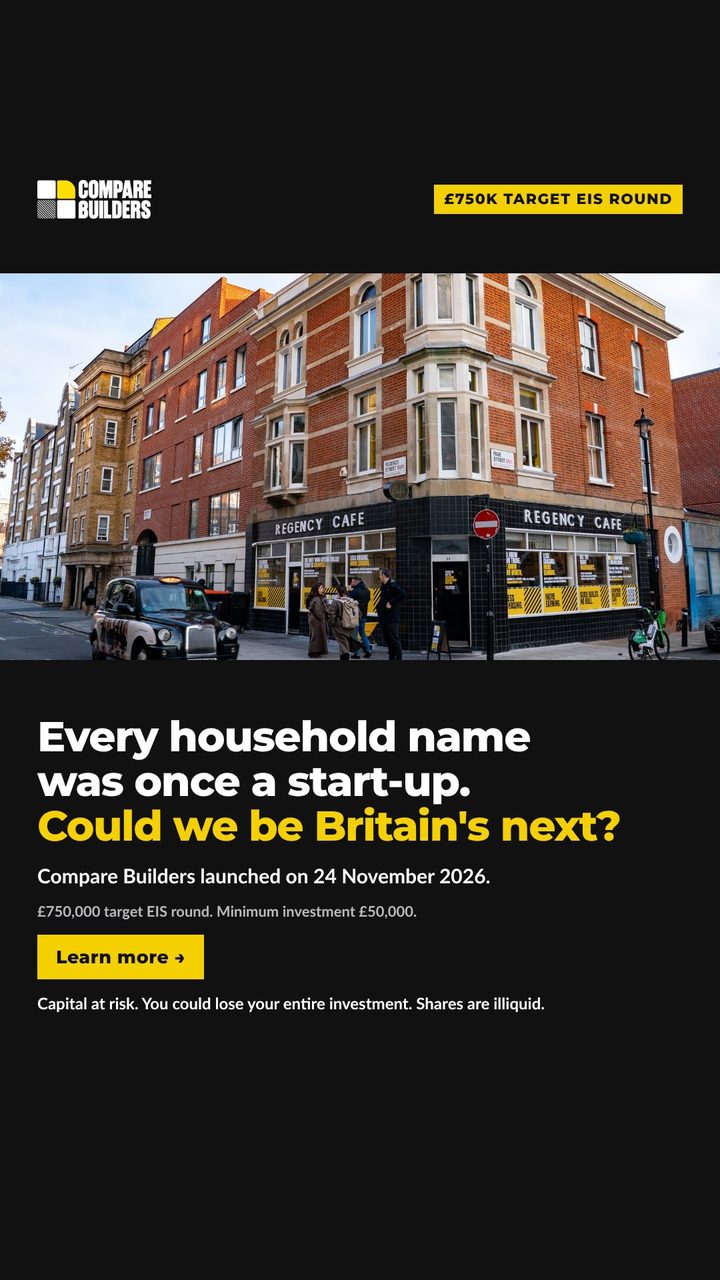 COMPARE
BUILDERS
£750K TARGET EIS ROUND
REGENCY CAFE
REGENCY CAFE
Every household name
was once a start-up.
Could we be Britain's next?
Compare Builders launched on 24 November 2026.
£750,000 target EIS round. Minimum investment £50,000.
Learn more →
Capital at risk. You could lose your entire investment. Shares are illiquid.